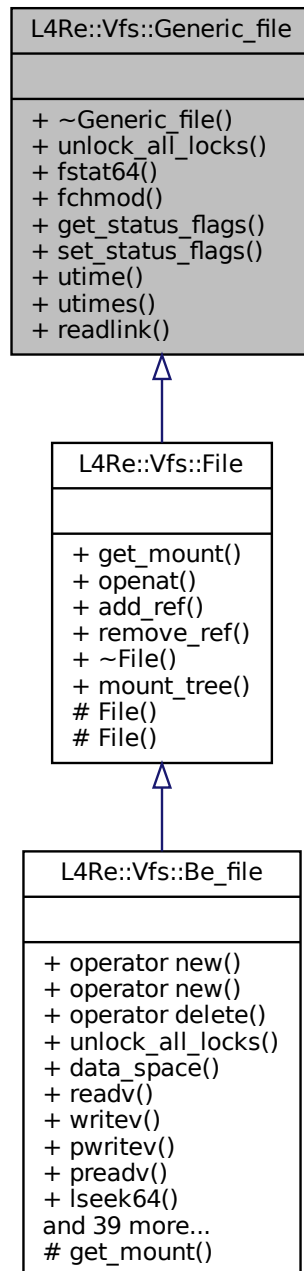 L4Re::Vfs::Generic_file
+ ~Generic_file()
+ unlock_all_locks()
+ fstat64()
+ fchmod()
+ get_status_flags()
+ set_status_flags()
+ utime()
+ utimes()
+ readlink()
L4Re::Vfs::File
+ get_mount()
+ openat()
+ add_ref()
+ remove_ref()
+ ~File()
+ mount_tree()
# File()
# File()
L4Re::Vfs::Be_file
+ operator new()
+ operator new()
+ operator delete()
+ unlock_all_locks()
+ data_space()
+ readv()
+ writev()
+ pwritev()
+ preadv()
+ lseek64()
and 39 more...
# get_mount()